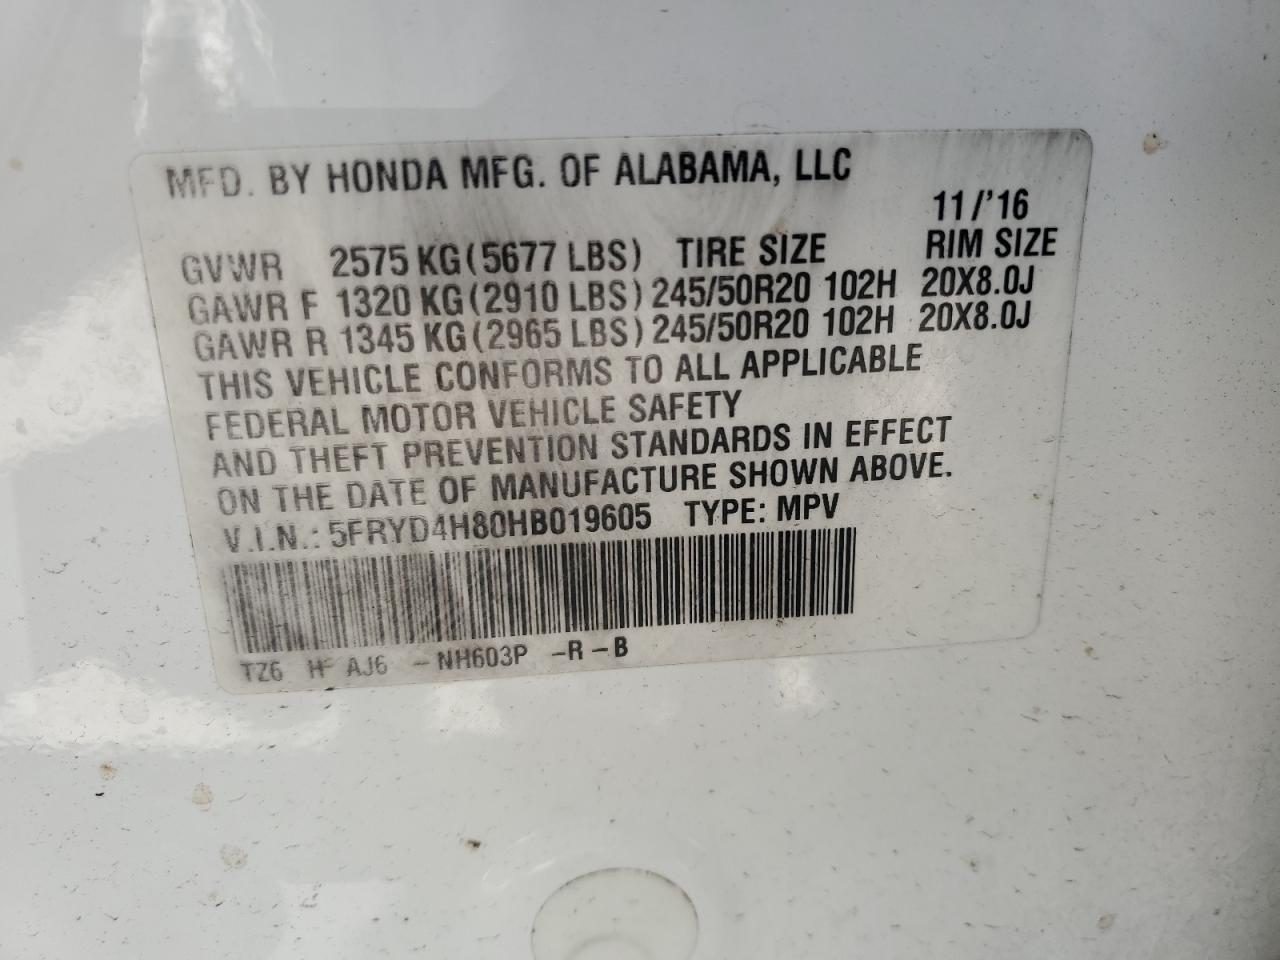 MFD. BY HONDA MFG. OF ALABAMA, LLC
11/'16
GVWR 2575 KG(5677 LBS) TIRE SIZE RIM SIZE
GAWR F 1320 KG(2910 LBS) 245/50R20 102H 20X8.0J
GAWR R 1345 KG(2965 LBS) 245/50R20 102H 20X8.0J
THIS VEHICLE CONFORMS TO ALL APPLICABLE
FEDERAL MOTOR VEHICLE SAFETY
AND THEFT PREVENTION STANDARDS IN EFFECT
ON THE DATE OF MANUFACTURE SHOWN ABOVE.
V.I.N.: 5FRYD4H80HB019605 TYPE: MPV
TZ6 AJ6 -NH603P -R-B